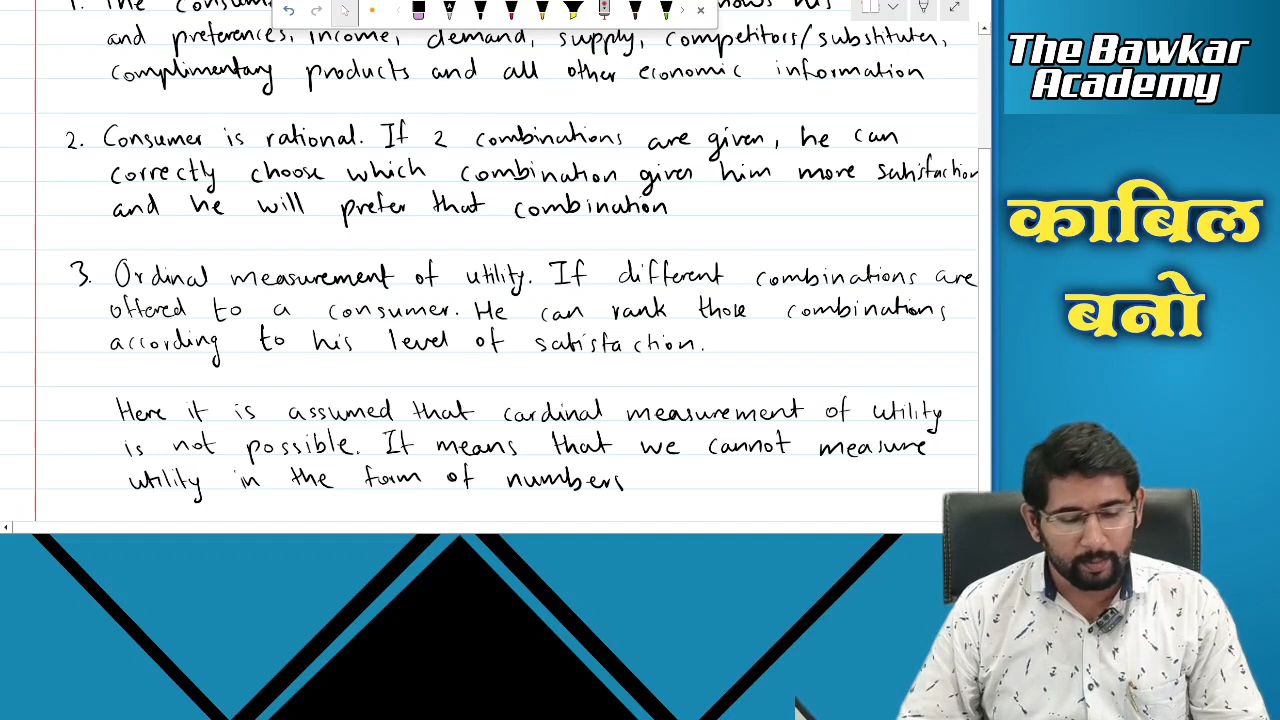 1. The Consum
and preferences, income, demand, supply, competitors/substitutes,
complimentary products and all other economic information
2. Consumer is rational. If 2 combinations are given, he can
correctly choose which combination gives him more satisfaction
and he will prefer that combination
3. Ordinal measurement of utility. If different combinations are
offered to a consumer. He can rank those combinations
according to his level of satisfaction.
Here it is assumed that cardinal measurement of utility
is not possible. It means that we cannot measure
utility in the form of numbers
The Bawkar
Academy
काबिल
बनो